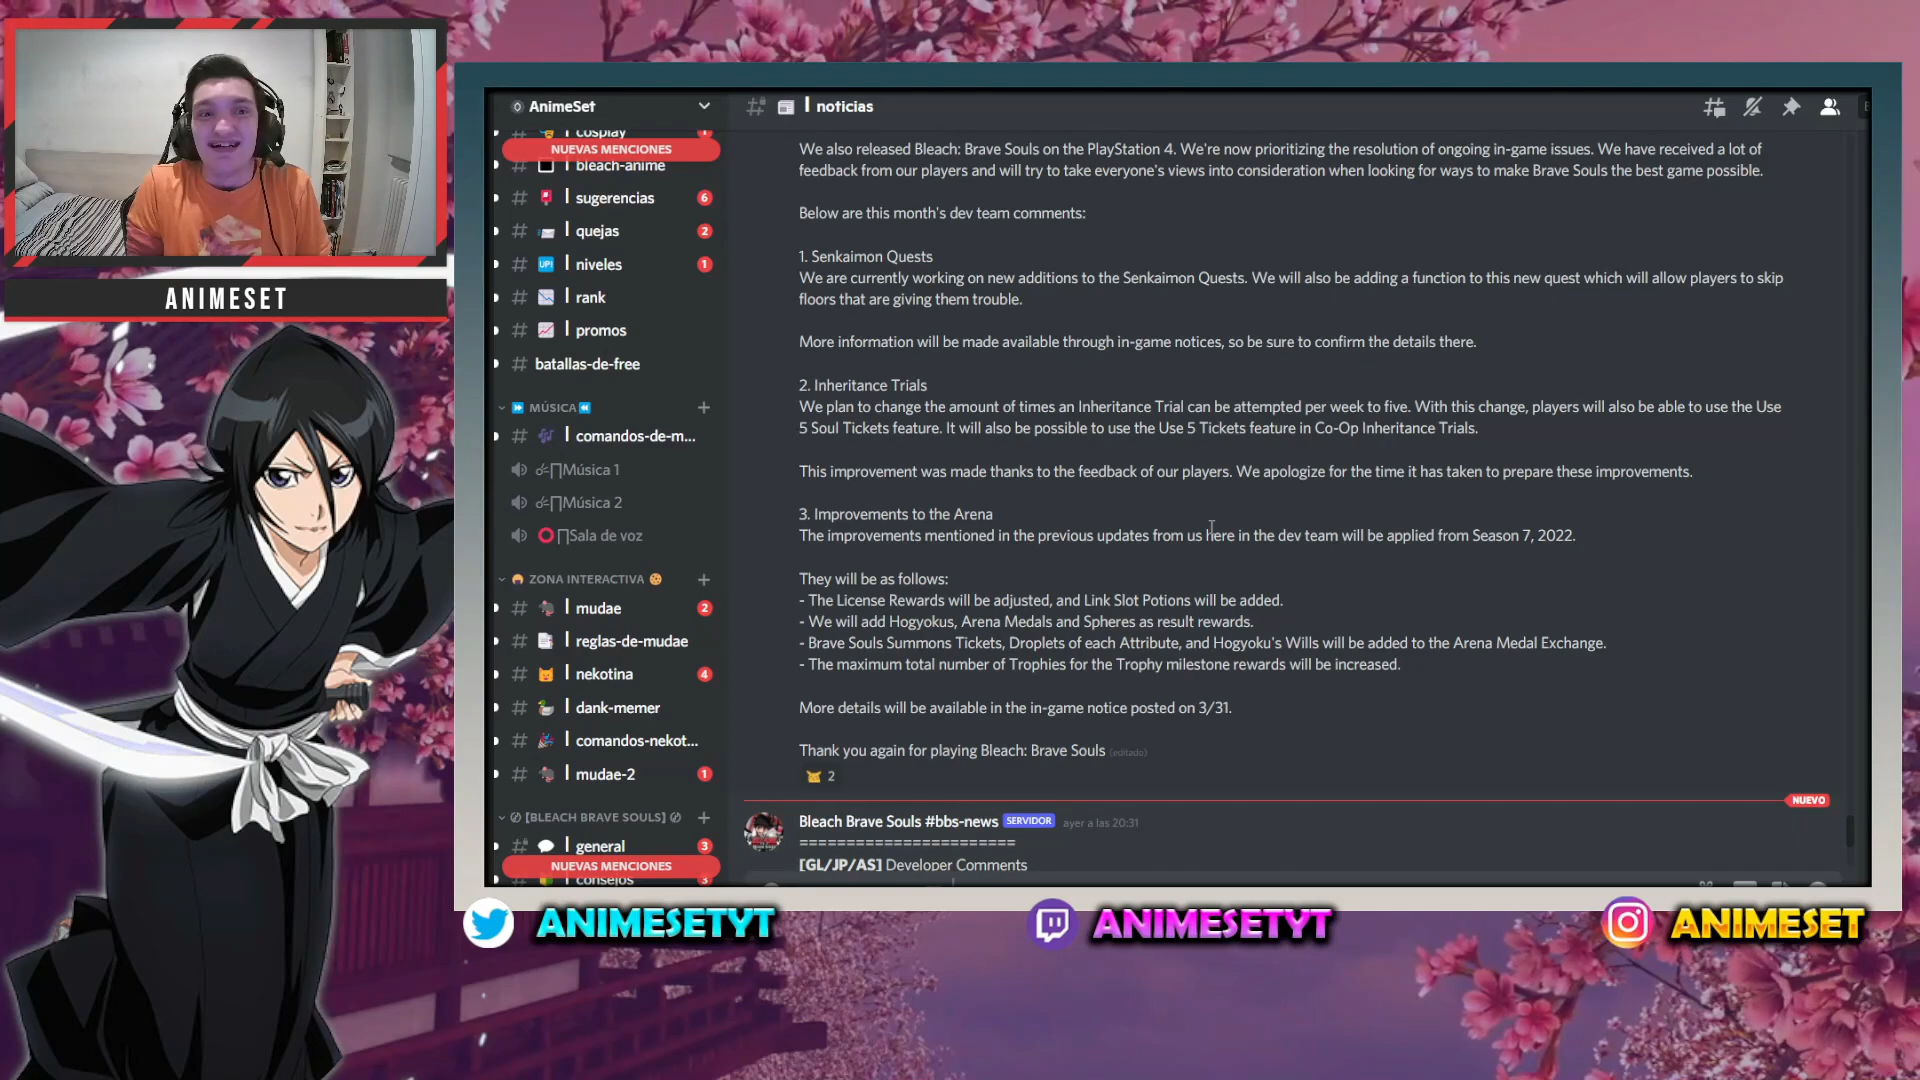 ANIMESET
AnimeSet
cosplay 1
NUEVAS MENCIONES
bleach-anime
sugerencias 6
quejas 2
UP! niveles 1
rank
promos
batallas-de-free
MÚSICA
comandos-de-m...
Música 1
Música 2
Sala de voz
ZONA INTERACTIVA
mudae 2
reglas-de-mudae
nekotina 4
dank-memer
comandos-nekot...
mudae-2 1
[BLEACH BRAVE SOULS]
general 3
NUEVAS MENCIONES
consejos 3
noticias
We also released Bleach: Brave Souls on the PlayStation 4. We're now prioritizing the resolution of ongoing in-game issues. We have received a lot of
feedback from our players and will try to take everyone's views into consideration when looking for ways to make Brave Souls the best game possible.
Below are this month's dev team comments:
1. Senkaimon Quests
We are currently working on new additions to the Senkaimon Quests. We will also be adding a function to this new quest which will allow players to skip
floors that are giving them trouble.
More information will be made available through in-game notices, so be sure to confirm the details there.
2. Inheritance Trials
We plan to change the amount of times an Inheritance Trial can be attempted per week to five. With this change, players will also be able to use the Use
5 Soul Tickets feature. It will also be possible to use the Use 5 Tickets feature in Co-Op Inheritance Trials.
This improvement was made thanks to the feedback of our players. We apologize for the time it has taken to prepare these improvements.
3. Improvements to the Arena
The improvements mentioned in the previous updates from us here in the dev team will be applied from Season 7, 2022.
They will be as follows:
- The License Rewards will be adjusted, and Link Slot Potions will be added.
- We will add Hogyokus, Arena Medals and Spheres as result rewards.
- Brave Souls Summons Tickets, Droplets of each Attribute, and Hogyoku's Wills will be added to the Arena Medal Exchange.
- The maximum total number of Trophies for the Trophy milestone rewards will be increased.
More details will be available in the in-game notice posted on 3/31.
Thank you again for playing Bleach: Brave Souls (editado)
2
NUEVO
Bleach Brave Souls #bbs-news SERVIDOR ayer a las 20:31
=======================
[GL/JP/AS] Developer Comments
ANIMESETYT
ANIMESETYT
ANIMESET